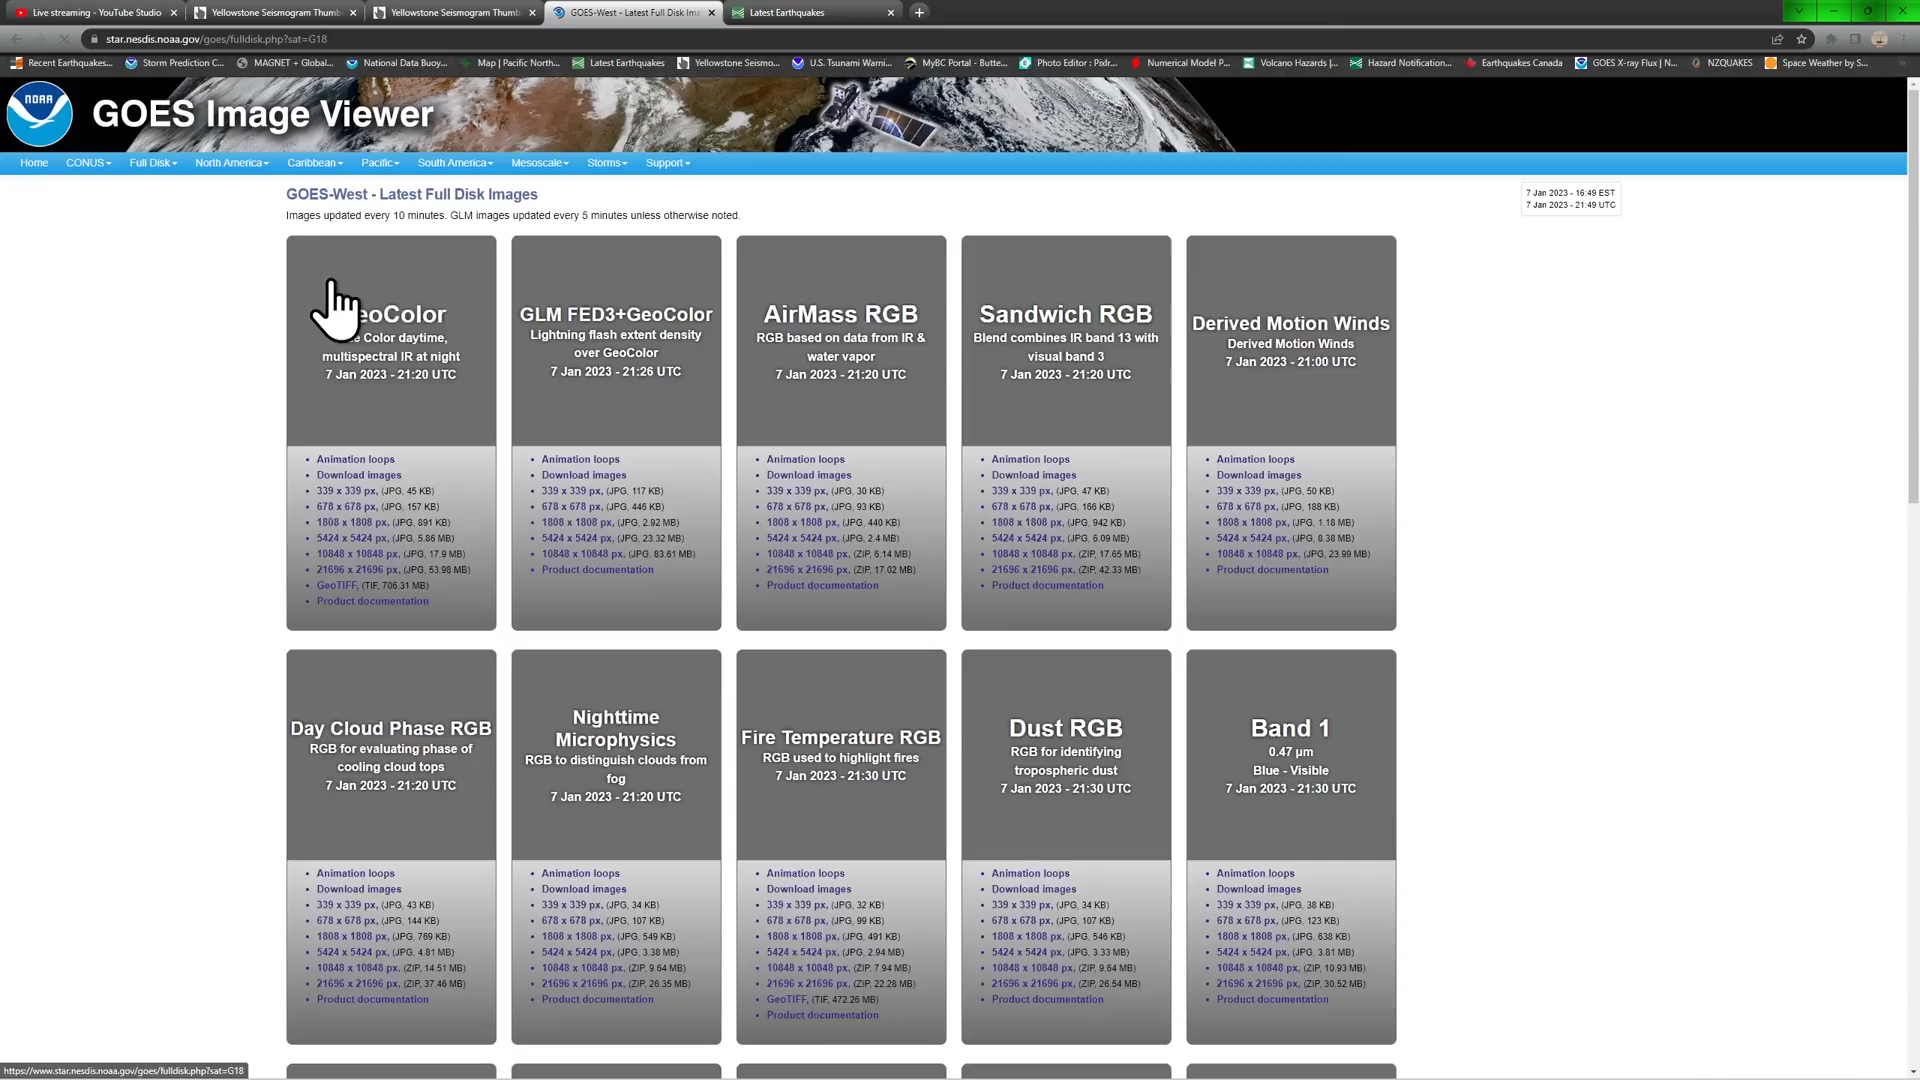 Live streaming - YouTube Studio
Yellowstone Seismogram Thumb
Yellowstone Seismogram Thumb
GOES-West - Latest Full Disk Im
Latest Earthquakes
star.nesdis.noaa.gov/goes/fulldisk.php?sat=G18
Recent Earthquakes...
Storm Prediction C...
MAGNET + Global...
National Data Buoy...
Map | Pacific North...
Latest Earthquakes
Yellowstone Seismo...
U.S. Tsunami Warni...
MyBC Portal - Butte...
Photo Editor : Pixlr...
Numerical Model P...
Volcano Hazards |...
Hazard Notification...
Earthquakes Canada
GOES X-ray Flux | N...
NZQUAKES
Space Weather by S...
NOAA
GOES Image Viewer
Home
CONUS
Full Disk
North America
Caribbean
Pacific
South America
Mesoscale
Storms
Support
GOES-West - Latest Full Disk Images
Images updated every 10 minutes. GLM images updated every 5 minutes unless otherwise noted.
7 Jan 2023 - 16:49 EST
7 Jan 2023 - 21:49 UTC
eoColor
Color daytime,
multispectral IR at night
7 Jan 2023 - 21:20 UTC
Animation loops
Download images
339 x 339 px, (JPG, 45 KB)
678 x 678 px, (JPG, 157 KB)
1808 x 1808 px, (JPG, 891 KB)
5424 x 5424 px, (JPG, 5.86 MB)
10848 x 10848 px, (JPG, 17.9 MB)
21696 x 21696 px, (JPG, 53.98 MB)
GeoTIFF, (TIF, 706.31 MB)
Product documentation
GLM FED3+GeoColor
Lightning flash extent density
over GeoColor
7 Jan 2023 - 21:26 UTC
Animation loops
Download images
339 x 339 px, (JPG, 117 KB)
678 x 678 px, (JPG, 446 KB)
1808 x 1808 px, (JPG, 2.92 MB)
5424 x 5424 px, (JPG, 23.32 MB)
10848 x 10848 px, (JPG, 83.61 MB)
Product documentation
AirMass RGB
RGB based on data from IR &
water vapor
7 Jan 2023 - 21:20 UTC
Animation loops
Download images
339 x 339 px, (JPG, 30 KB)
678 x 678 px, (JPG, 93 KB)
1808 x 1808 px, (JPG, 440 KB)
5424 x 5424 px, (JPG, 2.4 MB)
10848 x 10848 px, (ZIP, 6.14 MB)
21696 x 21696 px, (ZIP, 17.02 MB)
Product documentation
Sandwich RGB
Blend combines IR band 13 with
visual band 3
7 Jan 2023 - 21:20 UTC
Animation loops
Download images
339 x 339 px, (JPG, 47 KB)
678 x 678 px, (JPG, 166 KB)
1808 x 1808 px, (JPG, 942 KB)
5424 x 5424 px, (JPG, 6.09 MB)
10848 x 10848 px, (ZIP, 17.65 MB)
21696 x 21696 px, (ZIP, 42.33 MB)
Product documentation
Derived Motion Winds
Derived Motion Winds
7 Jan 2023 - 21:00 UTC
Animation loops
Download images
339 x 339 px, (JPG, 50 KB)
678 x 678 px, (JPG, 188 KB)
1808 x 1808 px, (JPG, 1.18 MB)
5424 x 5424 px, (JPG, 8.38 MB)
10848 x 10848 px, (JPG, 23.99 MB)
Product documentation
Day Cloud Phase RGB
RGB for evaluating phase of
cooling cloud tops
7 Jan 2023 - 21:20 UTC
Animation loops
Download images
339 x 339 px, (JPG, 43 KB)
678 x 678 px, (JPG, 144 KB)
1808 x 1808 px, (JPG, 769 KB)
5424 x 5424 px, (JPG, 4.81 MB)
10848 x 10848 px, (ZIP, 14.51 MB)
21696 x 21696 px, (ZIP, 37.46 MB)
Product documentation
Nighttime
Microphysics
RGB to distinguish clouds from
fog
7 Jan 2023 - 21:20 UTC
Animation loops
Download images
339 x 339 px, (JPG, 34 KB)
678 x 678 px, (JPG, 107 KB)
1808 x 1808 px, (JPG, 549 KB)
5424 x 5424 px, (JPG, 3.38 MB)
10848 x 10848 px, (ZIP, 9.64 MB)
21696 x 21696 px, (ZIP, 26.35 MB)
Product documentation
Fire Temperature RGB
RGB used to highlight fires
7 Jan 2023 - 21:30 UTC
Animation loops
Download images
339 x 339 px, (JPG, 32 KB)
678 x 678 px, (JPG, 99 KB)
1808 x 1808 px, (JPG, 491 KB)
5424 x 5424 px, (JPG, 2.94 MB)
10848 x 10848 px, (ZIP, 7.94 MB)
21696 x 21696 px, (ZIP, 22.28 MB)
GeoTIFF, (TIF, 472.26 MB)
Product documentation
Dust RGB
RGB for identifying
tropospheric dust
7 Jan 2023 - 21:30 UTC
Animation loops
Download images
339 x 339 px, (JPG, 34 KB)
678 x 678 px, (JPG, 107 KB)
1808 x 1808 px, (JPG, 546 KB)
5424 x 5424 px, (JPG, 3.33 MB)
10848 x 10848 px, (ZIP, 9.64 MB)
21696 x 21696 px, (ZIP, 26.54 MB)
Product documentation
Band 1
0.47 µm
Blue - Visible
7 Jan 2023 - 21:30 UTC
Animation loops
Download images
339 x 339 px, (JPG, 38 KB)
678 x 678 px, (JPG, 123 KB)
1808 x 1808 px, (JPG, 638 KB)
5424 x 5424 px, (JPG, 3.81 MB)
10848 x 10848 px, (ZIP, 10.93 MB)
21696 x 21696 px, (ZIP, 30.52 MB)
Product documentation
https://www.star.nesdis.noaa.gov/goes/fulldisk.php?sat=G18